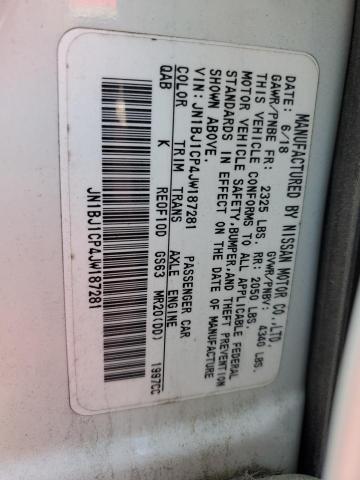 MANUFACTURED BY NISSAN MOTOR CO.,LTD.
6/18 GVWR/PNBV: 4340 LBS.
GAWR/PNBE FR: 2325 LBS. RR: 2050 LBS.
THIS VEHICLE CONFORMS TO ALL APPLICABLE FEDERAL
MOTOR VEHICLE SAFETY,BUMPER,AND THEFT PREVENTION
STANDARDS IN EFFECT ON THE DATE OF MANUFACTURE
SHOWN ABOVE.
VIN: JN1BJ1CP4JW187281 PASSENGER CAR
COLOR TRIM TRANS AXLE ENGINE
QAB K RE0F10D GS63 MR20(DD) 1997CC
JN1BJ1CP4JW187281